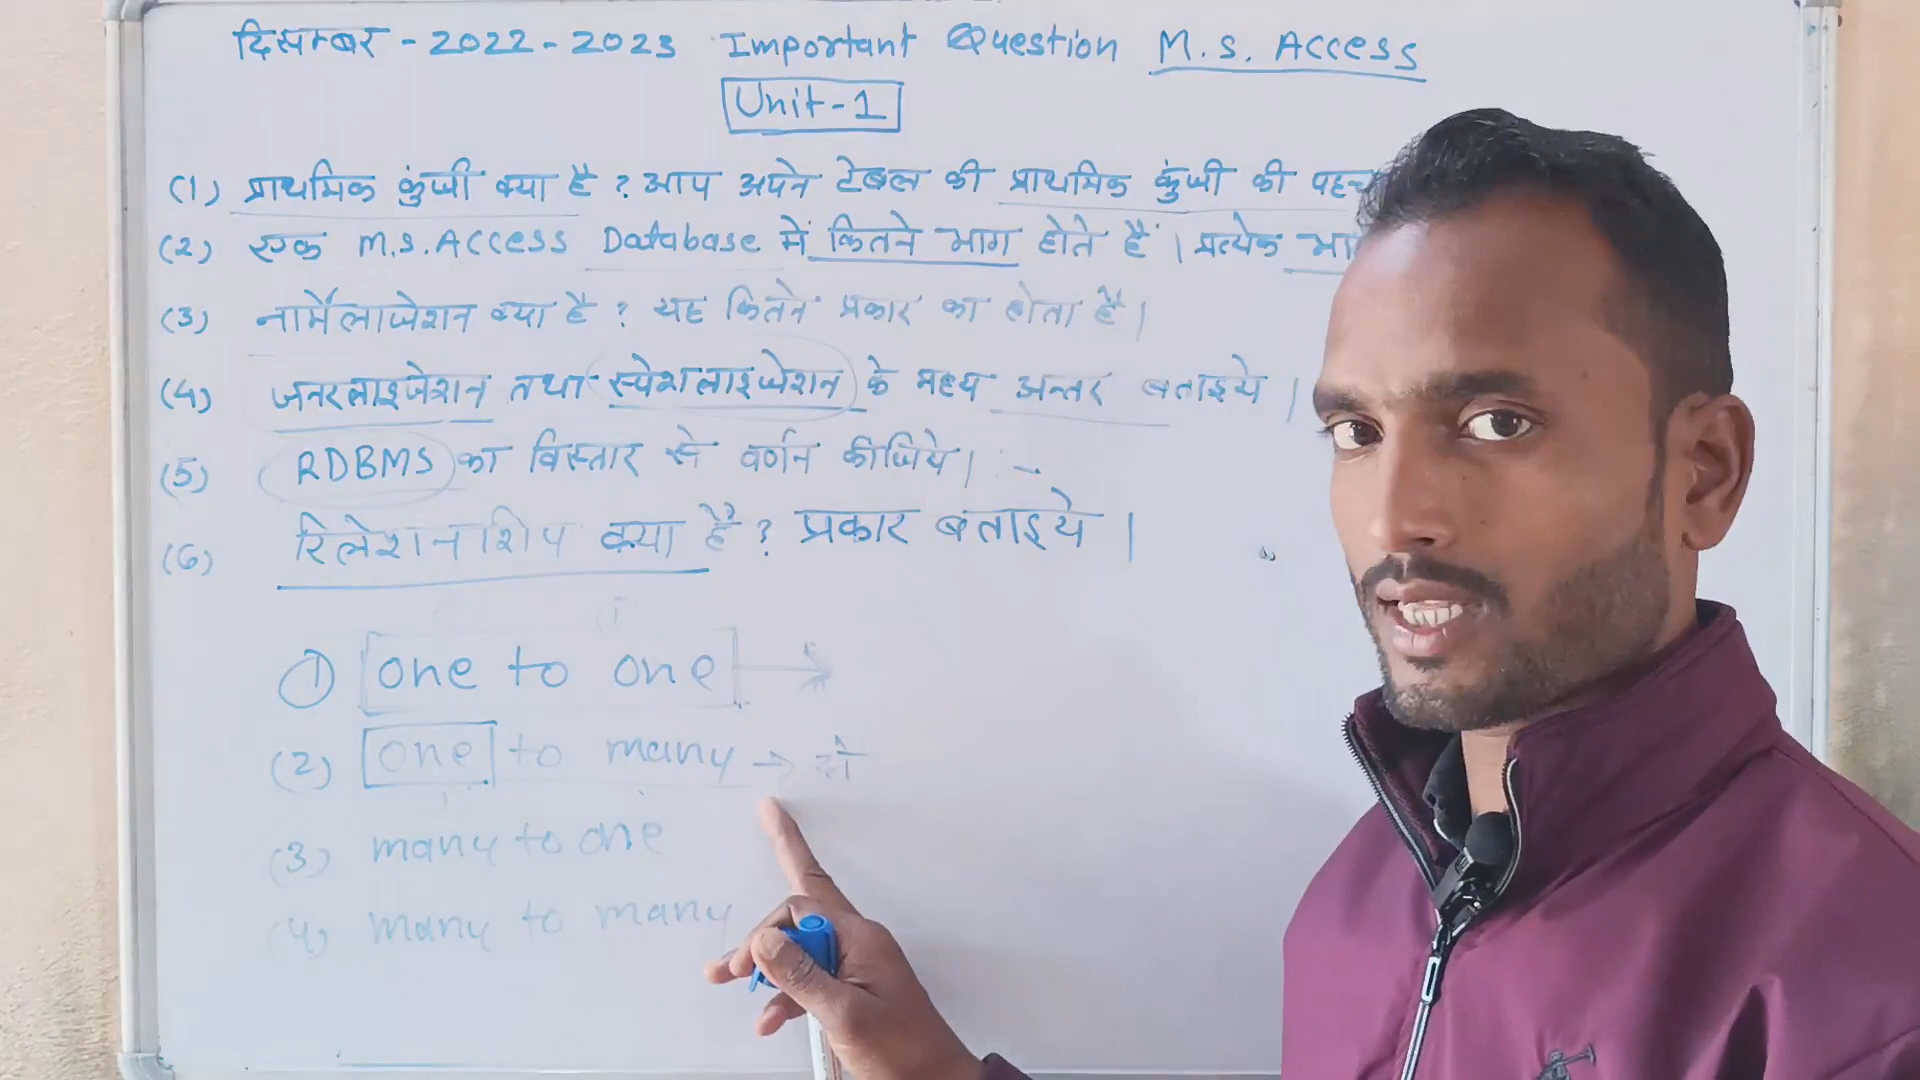 दिसम्बर - 2022 - 2023 Important Question M.S. Access
Unit-1
(1) प्राथमिक कुंजी क्या है ? आप अपने टेबल की प्राथमिक कुंजी की
(2) एक M.S. Access Database में कितने भाग होते है । प्रत्येक
(3) नार्मेलाजेशन क्या है ? यह कितने प्रकार का होता है ।
(4) जनरलाइजेशन तथा स्पेशलाइजेशन के मध्य अन्तर बताइये ।
(5) RDBMS का विस्तार से वर्णन कीजिये । :-
(6) रिलेशनशिप क्या है ? प्रकार बताइये ।
① one to one →
(2) one to many →
(3) many to one
(4) many to many